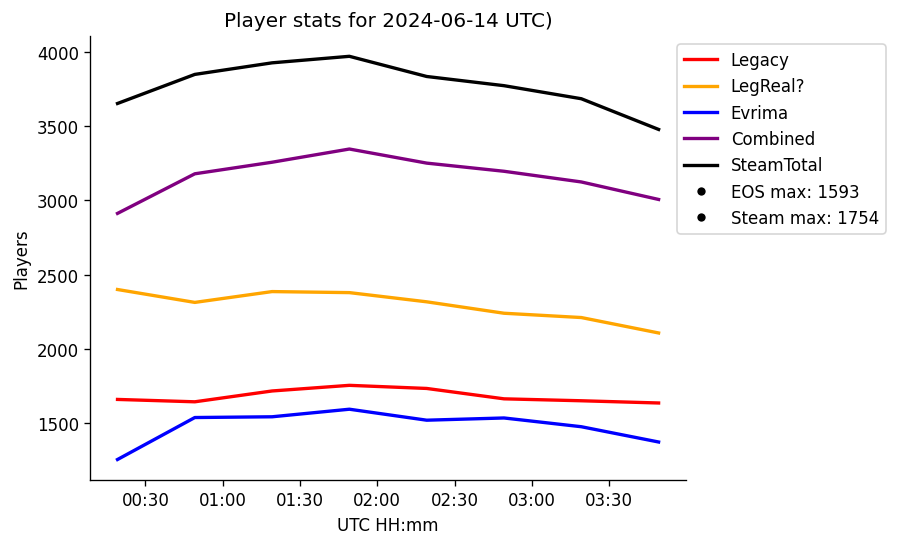 Player stats for 2024-06-14 UTC)
4000
3500
3000
2500
2000
1500
Players
00:30 01:00 01:30 02:00 02:30 03:00 03:30
UTC HH:mm
Legacy
LegReal?
Evrima
Combined
SteamTotal
EOS max: 1593
Steam max: 1754